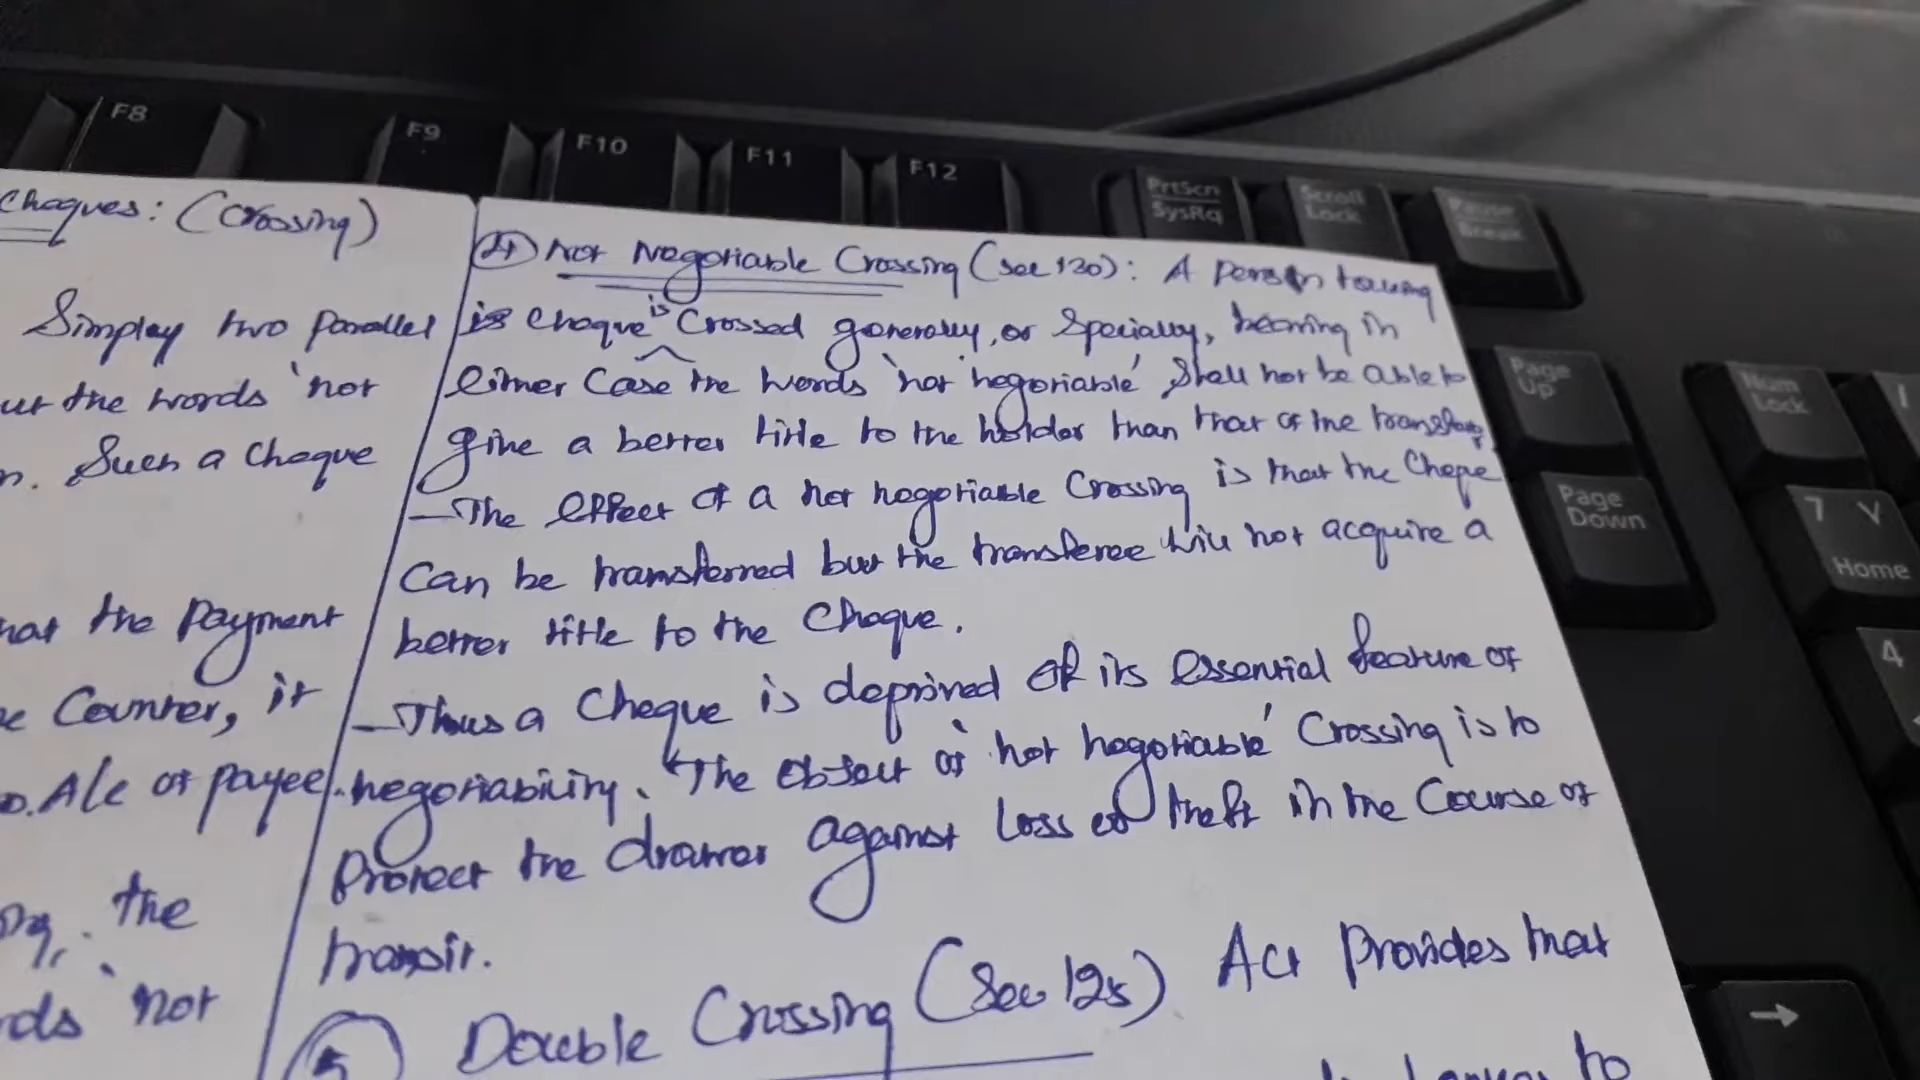 F8
F9
F10
F11
F12
PrtScn
SysRq
Scroll
Lock
Pause
Break
Page
Up
Page
Down
Num
Lock
7
Home
4
→
Cheques: (Crossing)
Simplay two parallel
the words 'not
Such a cheque
the payment
Counter, it
A/c of payee.
the
'not
④ Not Negotiable Crossing (Sec 130): A person taking
cheque is crossed generally, or specially, bearing in
either case the words 'not negotiable' shall not be able to
give a better title to the holder than that of the transferor
- The effect of a not negotiable crossing is that the cheque
can be transferred but the transferee will not acquire a
better title to the cheque.
- Thus a cheque is deprived of its essential feature of
negotiability. The object of 'not negotiable' crossing is to
protect the drawer against loss or theft in the course of
transit.
⑤ Double Crossing (Sec 125) Act provides that
to